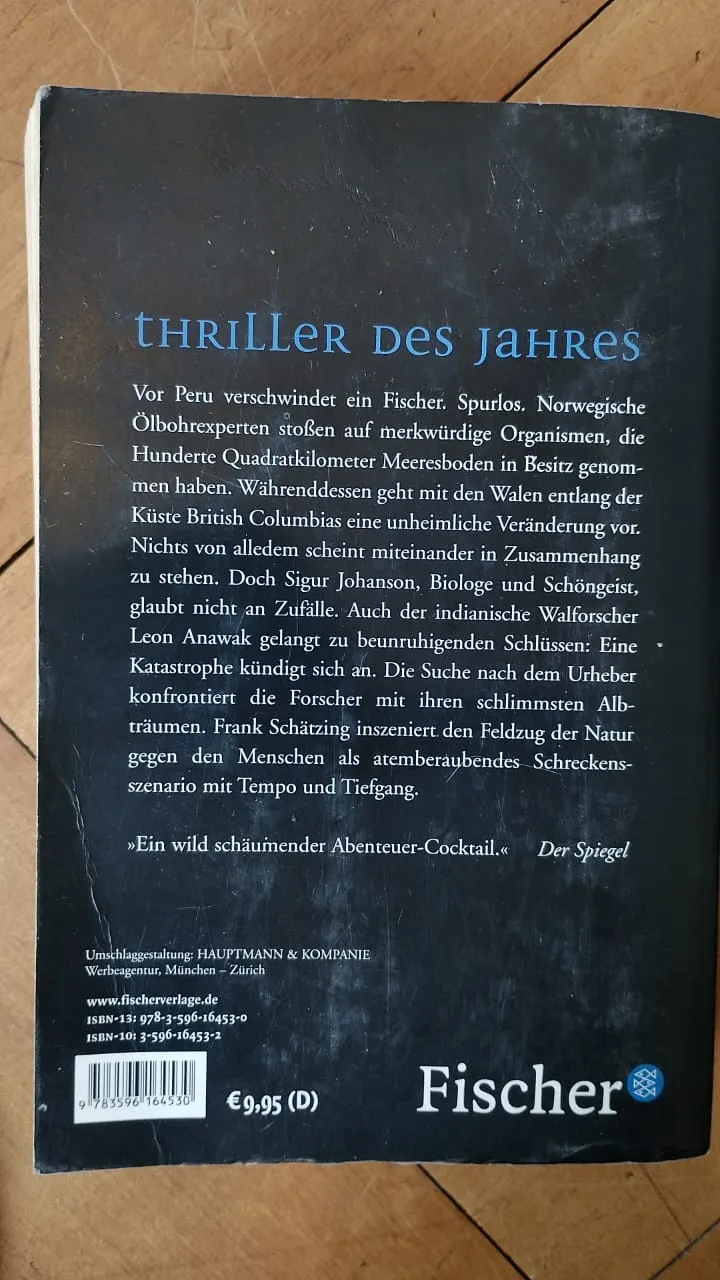 thriller des jahres
Vor Peru verschwindet ein Fischer. Spurlos. Norwegische
Ölbohrexperten stoßen auf merkwürdige Organismen, die
Hunderte Quadratkilometer Meeresboden in Besitz genom-
men haben. Währenddessen geht mit den Walen entlang der
Küste British Columbias eine unheimliche Veränderung vor.
Nichts von alledem scheint miteinander in Zusammenhang
zu stehen. Doch Sigur Johanson, Biologe und Schöngeist,
glaubt nicht an Zufälle. Auch der indianische Walforscher
Leon Anawak gelangt zu beunruhigenden Schlüssen: Eine
Katastrophe kündigt sich an. Die Suche nach dem Urheber
konfrontiert die Forscher mit ihren schlimmsten Alb-
träumen. Frank Schätzing inszeniert den Feldzug der Natur
gegen den Menschen als atemberaubendes Schreckens-
szenario mit Tempo und Tiefgang.
»Ein wild schäumender Abenteuer-Cocktail.« Der Spiegel
Umschlaggestaltung: HAUPTMANN & KOMPANIE
Werbeagentur, München – Zürich
www.fischerverlage.de
ISBN-13: 978-3-596-16453-0
ISBN-10: 3-596-16453-2
9 783596 164530
€ 9,95 (D)
Fischer